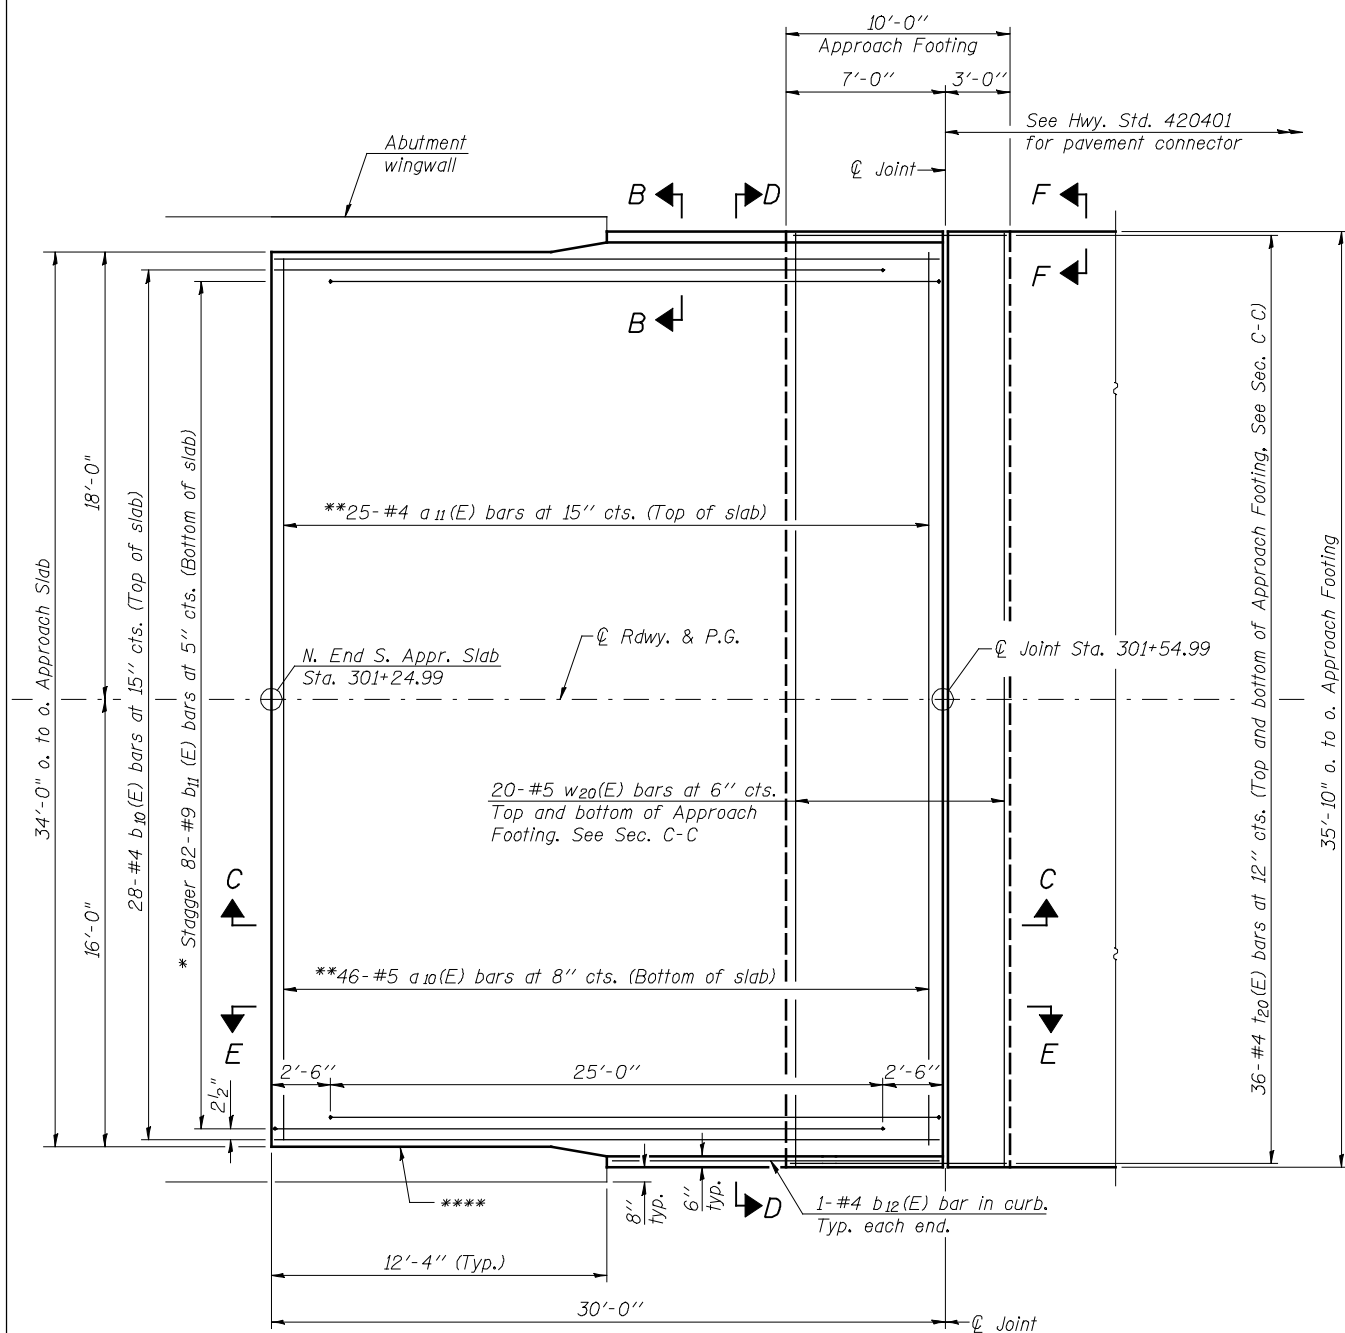 10'-0"
Approach Footing
7'-0"
3'-0"
See Hwy. Std. 420401
for pavement connector
Abutment
wingwall
℄ Joint
B
D
F
F
B
18'-0"
16'-0"
34'-0" o. to o. Approach Slab
28-#4 b10(E) bars at 15" cts. (Top of slab)
* Stagger 82-#9 b11 (E) bars at 5" cts. (Bottom of slab)
**25-#4 a11(E) bars at 15" cts. (Top of slab)
℄ Rdwy. & P.G.
N. End S. Appr. Slab
Sta. 301+24.99
℄ Joint Sta. 301+54.99
20-#5 w20(E) bars at 6" cts.
Top and bottom of Approach
Footing. See Sec. C-C
36-#4 t20(E) bars at 12" cts. (Top and bottom of Approach Footing, See Sec. C-C)
35'-10" o. to o. Approach Footing
C
C
**46-#5 a10(E) bars at 8" cts. (Bottom of slab)
E
E
2'-6"
25'-0"
2'-6"
2½"
****
8"
typ.
6"
typ.
D
1-#4 b12(E) bar in curb.
Typ. each end.
12'-4" (Typ.)
30'-0"
℄ Joint